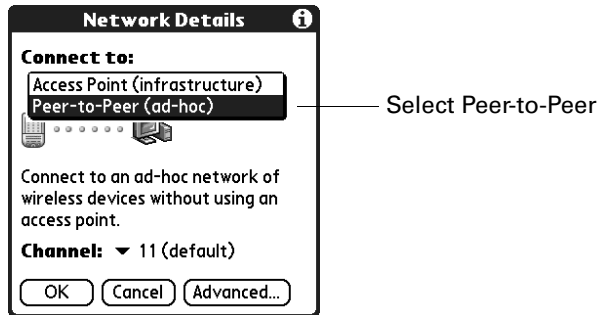 Network Details
Connect to:
Access Point (infrastructure)
Peer-to-Peer (ad-hoc)
Select Peer-to-Peer
Connect to an ad-hoc network of
wireless devices without using an
access point.
Channel: 11 (default)
OK Cancel Advanced...